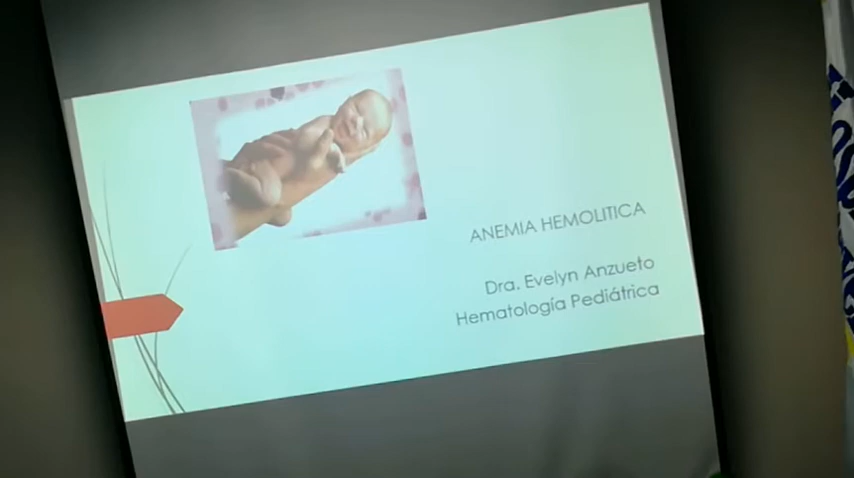 ANEMIA HEMOLITICA
Dra. Evelyn Anzueto
Hematología Pediátrica